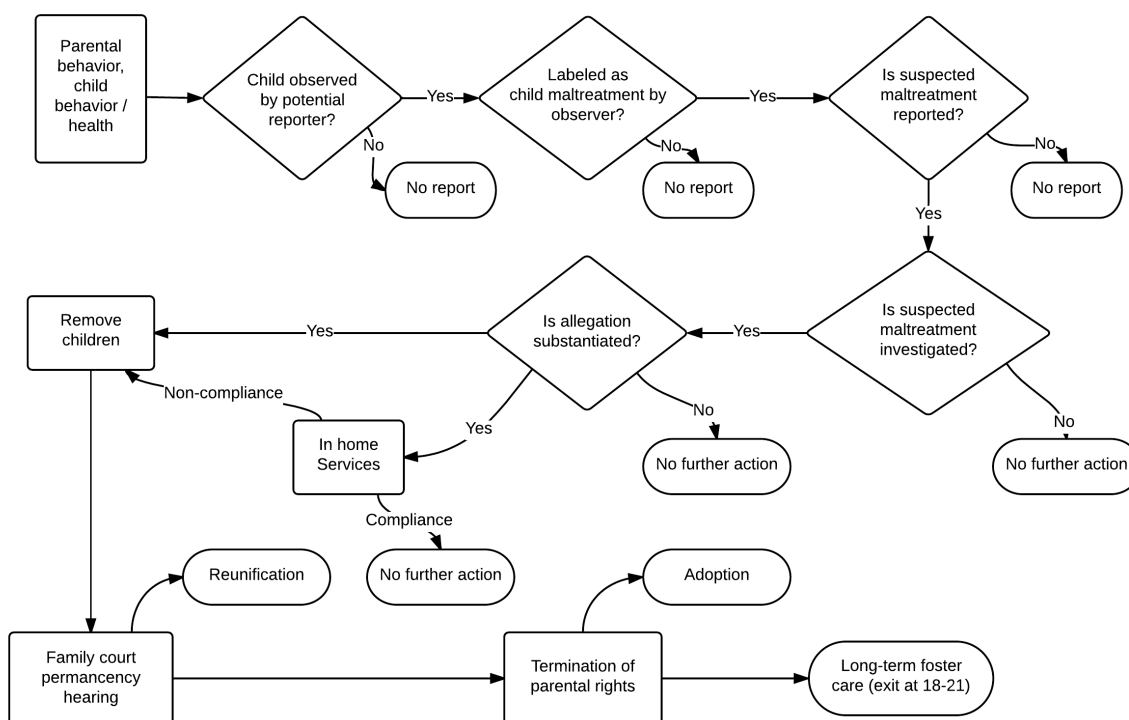 Parental
behavior,
child
behavior /
health
Child observed
by potential
reporter?
Yes
Labeled as
child maltreatment by
observer?
Yes
Is suspected
maltreatment
reported?
No
No report
No
No report
No
No report
Yes
Remove
children
Yes
Is allegation
substantiated?
Yes
Is suspected
maltreatment
investigated?
Non-compliance
Yes
No
No
In home
Services
No further action
No further action
Compliance
Reunification
No further action
Adoption
Family court
permancency
hearing
Termination of
parental rights
Long-term foster
care (exit at 18-21)